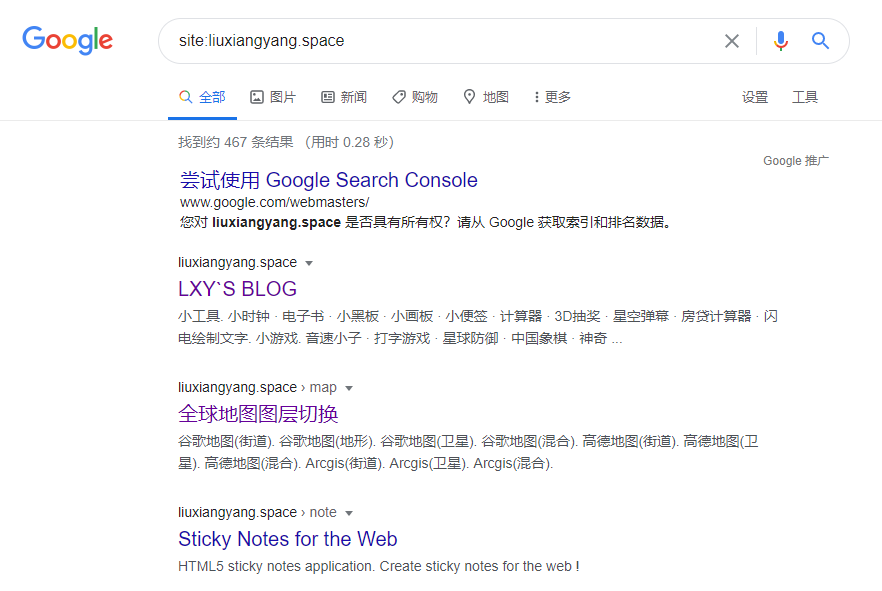 Google
site:liuxiangyang.space
全部 图片 新闻 购物 地图 更多 设置 工具
找到约 467 条结果 （用时 0.28 秒）
Google 推广
尝试使用 Google Search Console
www.google.com/webmasters/
您对 liuxiangyang.space 是否具有所有权？请从 Google 获取索引和排名数据。
liuxiangyang.space
LXY`S BLOG
小工具. 小时钟 · 电子书 · 小黑板 · 小画板 · 小便签 · 计算器 · 3D抽奖 · 星空弹幕 · 房贷计算器 · 闪
电绘制文字. 小游戏. 音速小子 · 打字游戏 · 星球防御 · 中国象棋 · 神奇 ...
liuxiangyang.space › map
全球地图图层切换
谷歌地图(街道). 谷歌地图(地形). 谷歌地图(卫星). 谷歌地图(混合). 高德地图(街道). 高德地图(卫
星). 高德地图(混合). Arcgis(街道). Arcgis(卫星). Arcgis(混合).
liuxiangyang.space › note
Sticky Notes for the Web
HTML5 sticky notes application. Create sticky notes for the web !